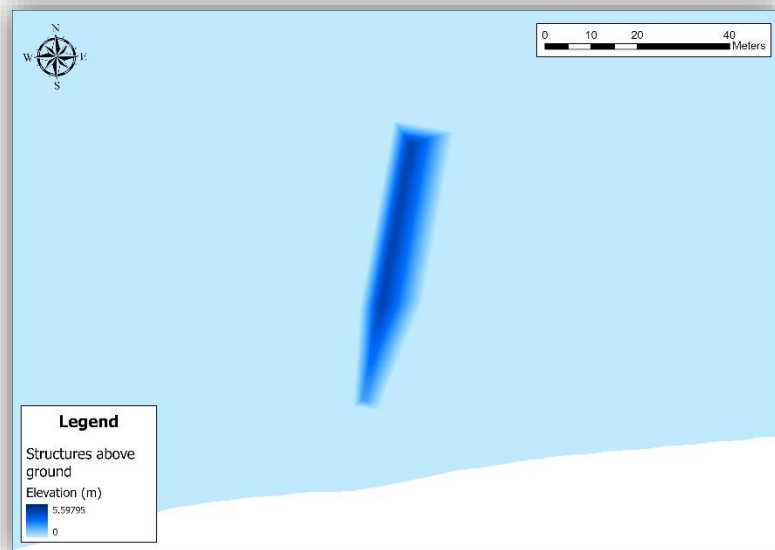 N
W E
S
0 10 20 40
Meters
Legend
Structures above
ground
Elevation (m)
5.59795
0